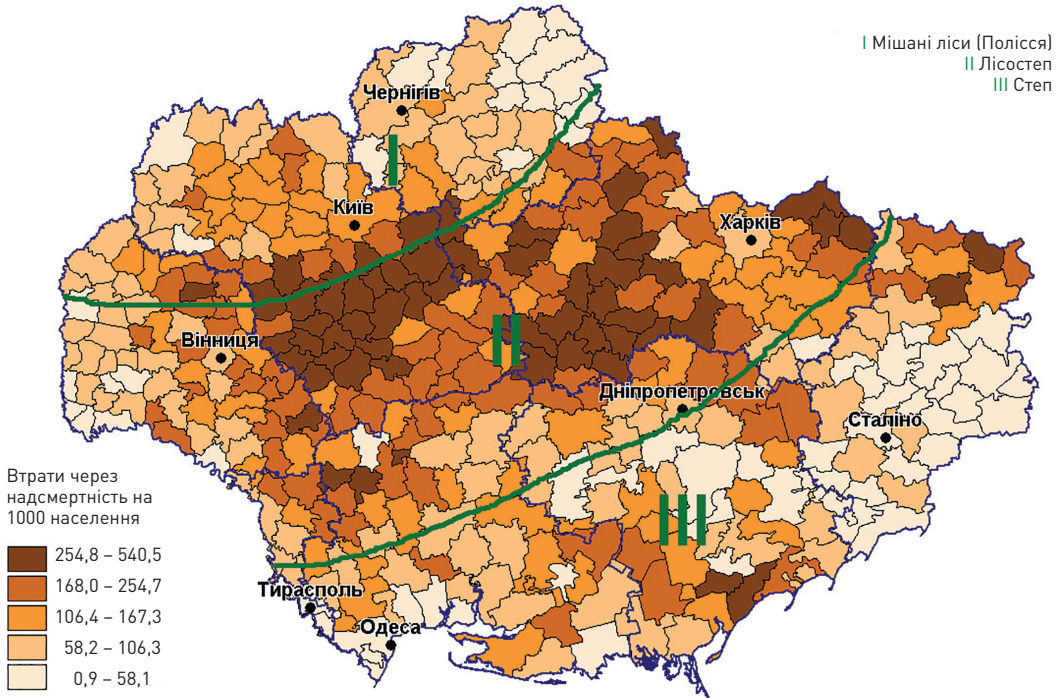 I Мішані ліси (Полісся)
II Лісостеп
III Степ
Чернігів
I
Київ
Харків
II
Вінниця
Дніпропетровськ
Сталіно
III
Тирасполь
Одеса
Втрати через
надсмертність на
1000 населення
254,8 – 540,5
168,0 – 254,7
106,4 – 167,3
58,2 – 106,3
0,9 – 58,1